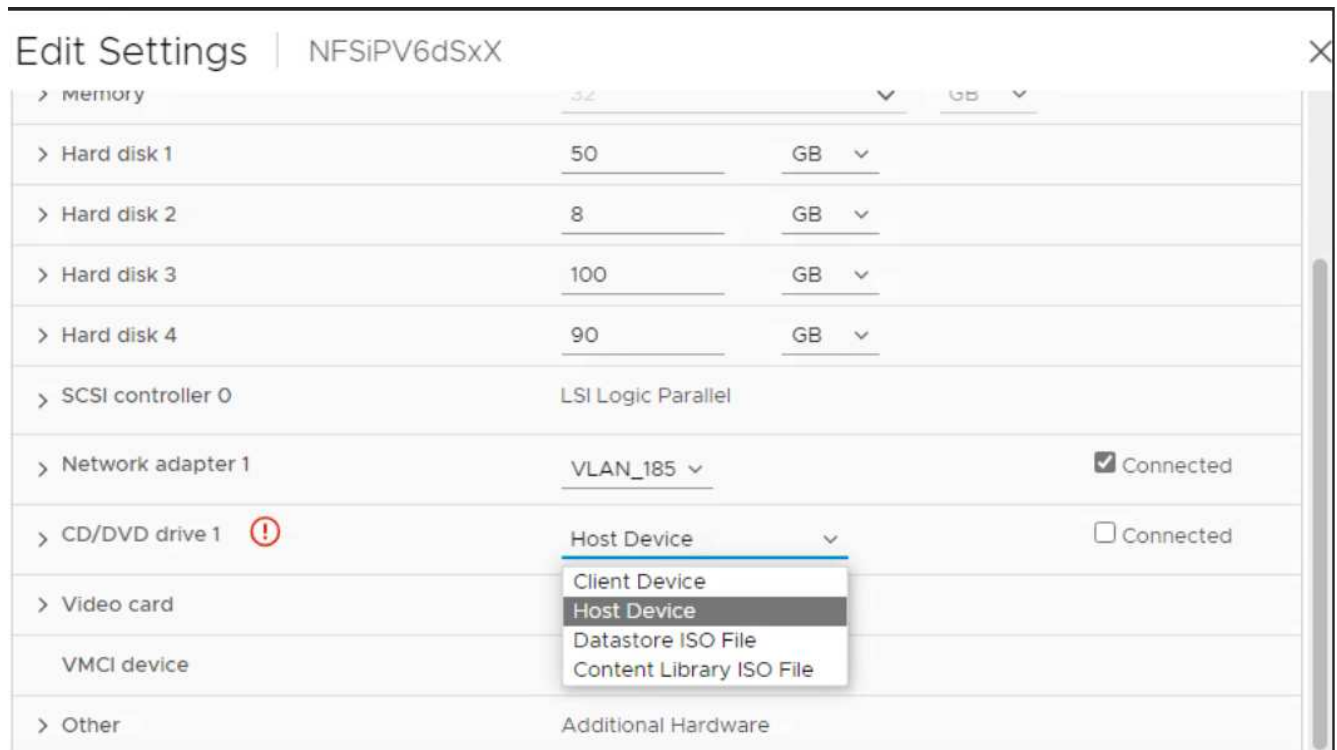 Edit Settings NFSiPV6dSxX
Memory 32 GB
Hard disk 1 50 GB
Hard disk 2 8 GB
Hard disk 3 100 GB
Hard disk 4 90 GB
SCSI controller 0 LSI Logic Parallel
Network adapter 1 VLAN_185 Connected
CD/DVD drive 1 Host Device Connected
Client Device
Video card Host Device
Datastore ISO File
VMCI device Content Library ISO File
Other Additional Hardware